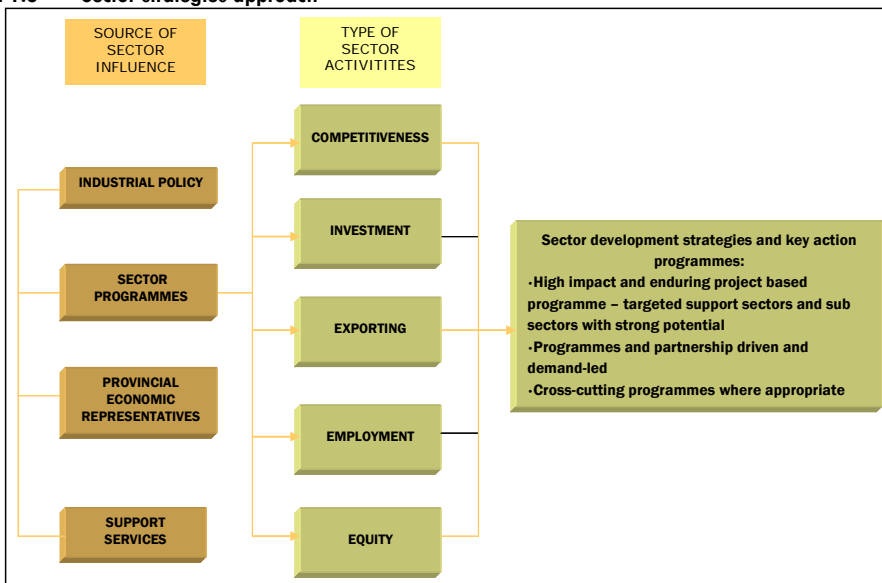 strategies approach
SOURCE OF
SECTOR
INFLUENCE
TYPE OF
SECTOR
ACTIVITITES
INDUSTRIAL POLICY
SECTOR
PROGRAMMES
PROVINCIAL
ECONOMIC
REPRESENTATIVES
SUPPORT
SERVICES
COMPETITIVENESS
INVESTMENT
EXPORTING
EMPLOYMENT
EQUITY
Sector development strategies and key action
programmes:
·High impact and enduring project based
programme – targeted support sectors and sub
sectors with strong potential
·Programmes and partnership driven and
demand-led
·Cross-cutting programmes where appropriate